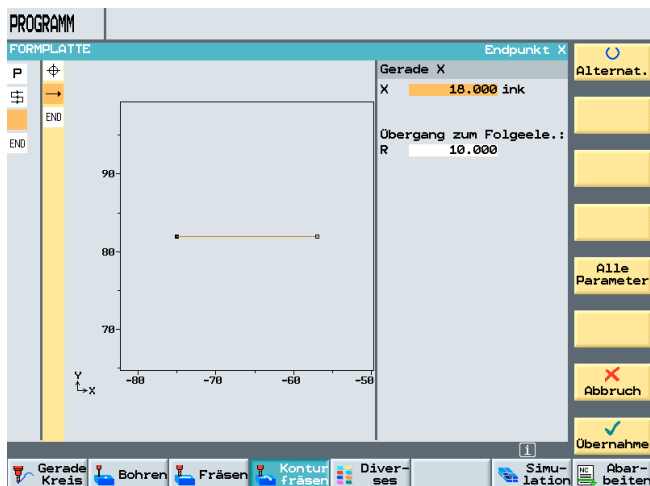 PROGRAMM
FORMPLATTE
Endpunkt X
Alternat.
P
END
END
Gerade X
X 18.000 ink
Übergang zum Folgeele.:
R 10.000
90
80
70
Y
X
-80 -70 -60 -50
Alle
Parameter
Abbruch
Übernahme
i
Gerade
Kreis
Bohren
Fräsen
Kontur
fräsen
Diver-
ses
Simu-
lation
NC
Abar-
beiten